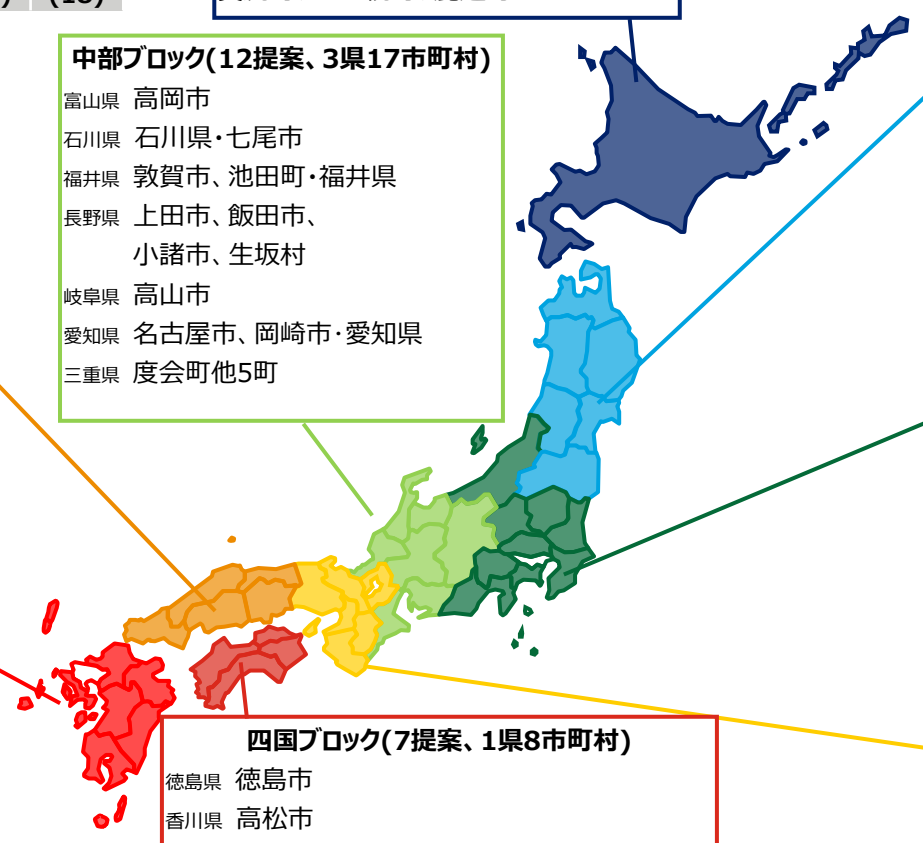 (18)
中部ブロック(12提案、3県17市町村)
富山県 高岡市
石川県 石川県・七尾市
福井県 敦賀市、池田町・福井県
長野県 上田市、飯田市、
小諸市、生坂村
岐阜県 高山市
愛知県 名古屋市、岡崎市・愛知県
三重県 度会町他5町
四国ブロック(7提案、1県8市町村)
徳島県 徳島市
香川県 高松市